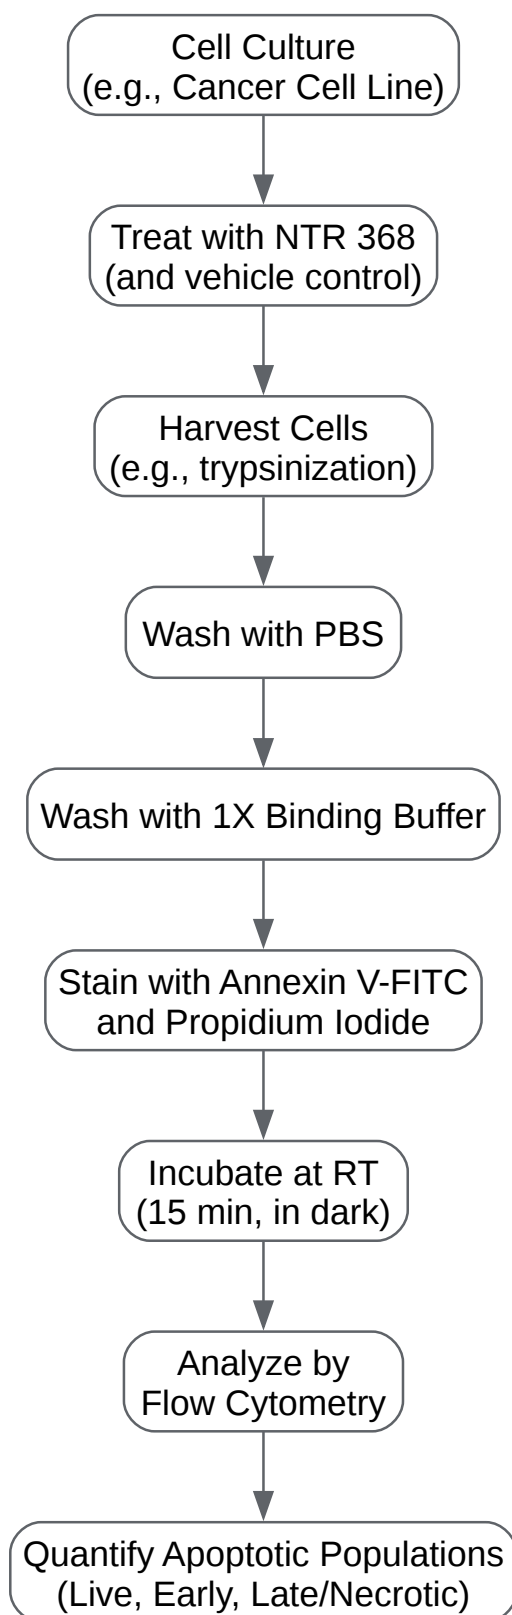 Cell Culture
(e.g., Cancer Cell Line)
Treat with NTR 368
(and vehicle control)
Harvest Cells
(e.g., trypsinization)
Wash with PBS
Wash with 1X Binding Buffer
Stain with Annexin V-FITC
and Propidium Iodide
Incubate at RT
(15 min, in dark)
Analyze by
Flow Cytometry
Quantify Apoptotic Populations
(Live, Early, Late/Necrotic)